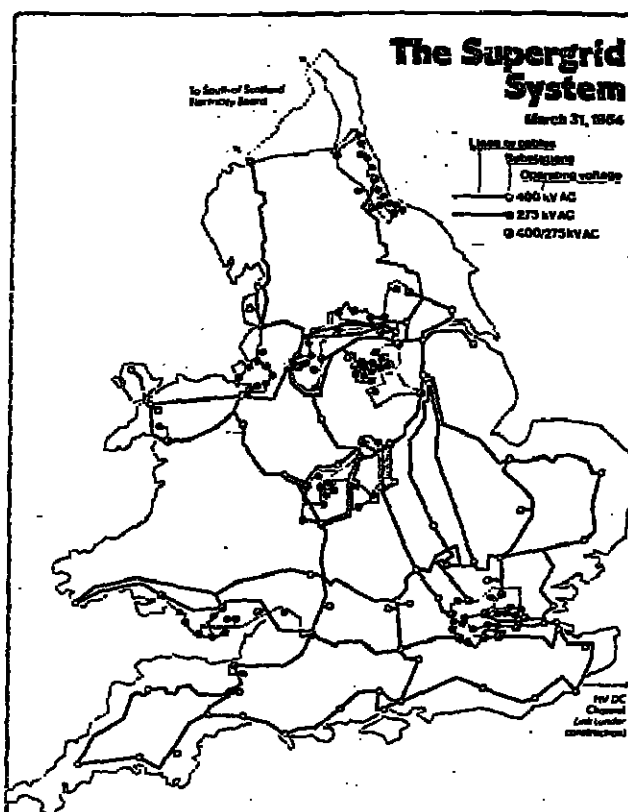 The Supergrid
System
March 31, 1984
To South of Scotland
Electricity Board
Lines or cables
Substations
Operating voltage
400 kV AC
275 kV AC
400/275 kV AC
HV DC
Channel
Link (under
construction)